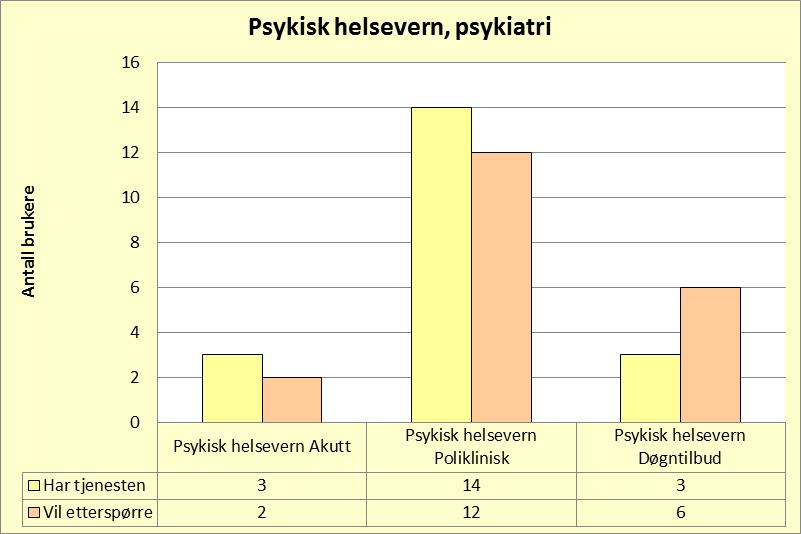 Psykisk helsevern, psykiatri
Antall brukere
16
14
12
10
8
6
4
2
0
Psykisk helsevern Akutt
Psykisk helsevern
Poliklinisk
Psykisk helsevern
Døgntilbud
Har tjenesten 3 14 3
Vil etterspørre 2 12 6